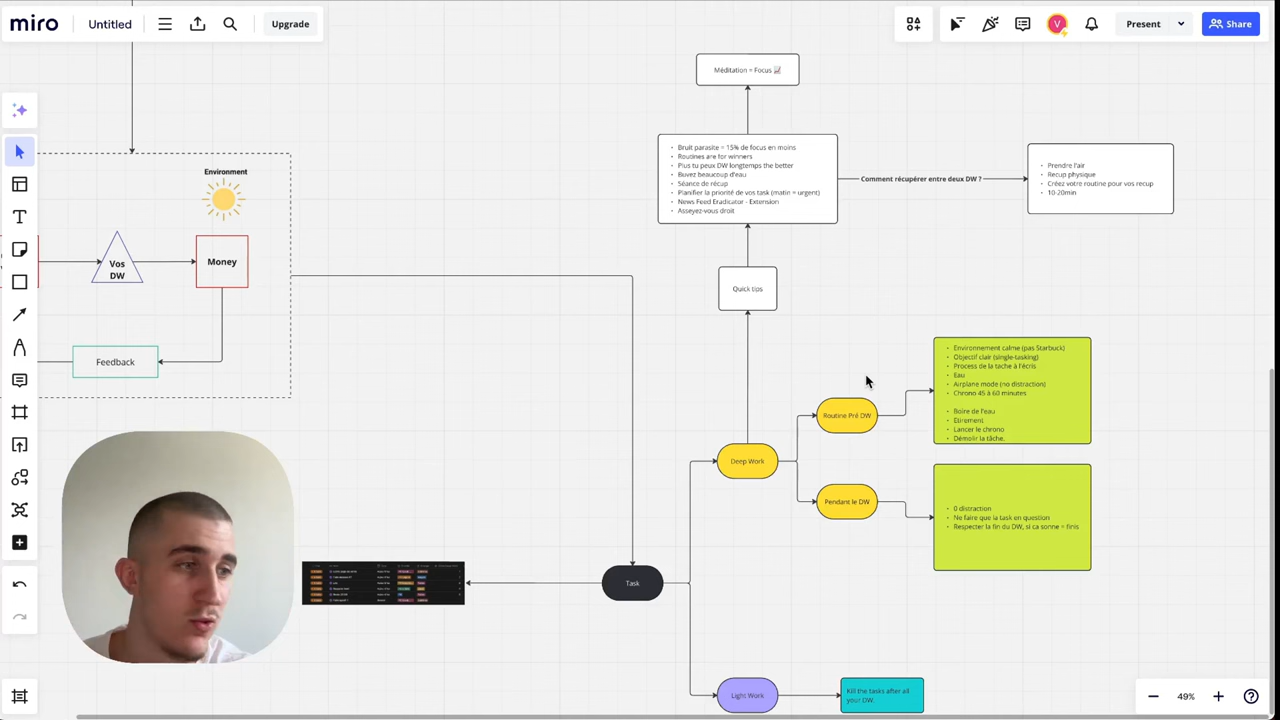 miro
Untitled
Upgrade
V
Present
Share
Méditation = Focus
Bruit parasite = 15% de focus en moins
Routines are for winners
Plus tu peux DW longtemps the better
Buvez beaucoup d'eau
Séance de récup
Planifier la priorité de vos task (matin = urgent)
News Feed Eradicator - Extension
Asseyez-vous droit
Comment récupérer entre deux DW ?
Prendre l'air
Recup physique
Créez votre routine pour vos recup
10-20min
Environment
Vos
DW
Money
Feedback
Quick tips
Environnement calme (pas Starbuck)
Objectif clair (single-tasking)
Process de la tache à l'écris
Eau
Airplane mode (no distraction)
Chrono 45 à 60 minutes
Boire de l'eau
Etirement
Lancer le chrono
Démolir la tâche.
Routine Pré DW
Deep Work
Pendant le DW
0 distraction
Ne faire que la task en question
Respecter la fin du DW, si ca sonne = finis
Task
Light Work
Kill the tasks after all
your DW.
49%